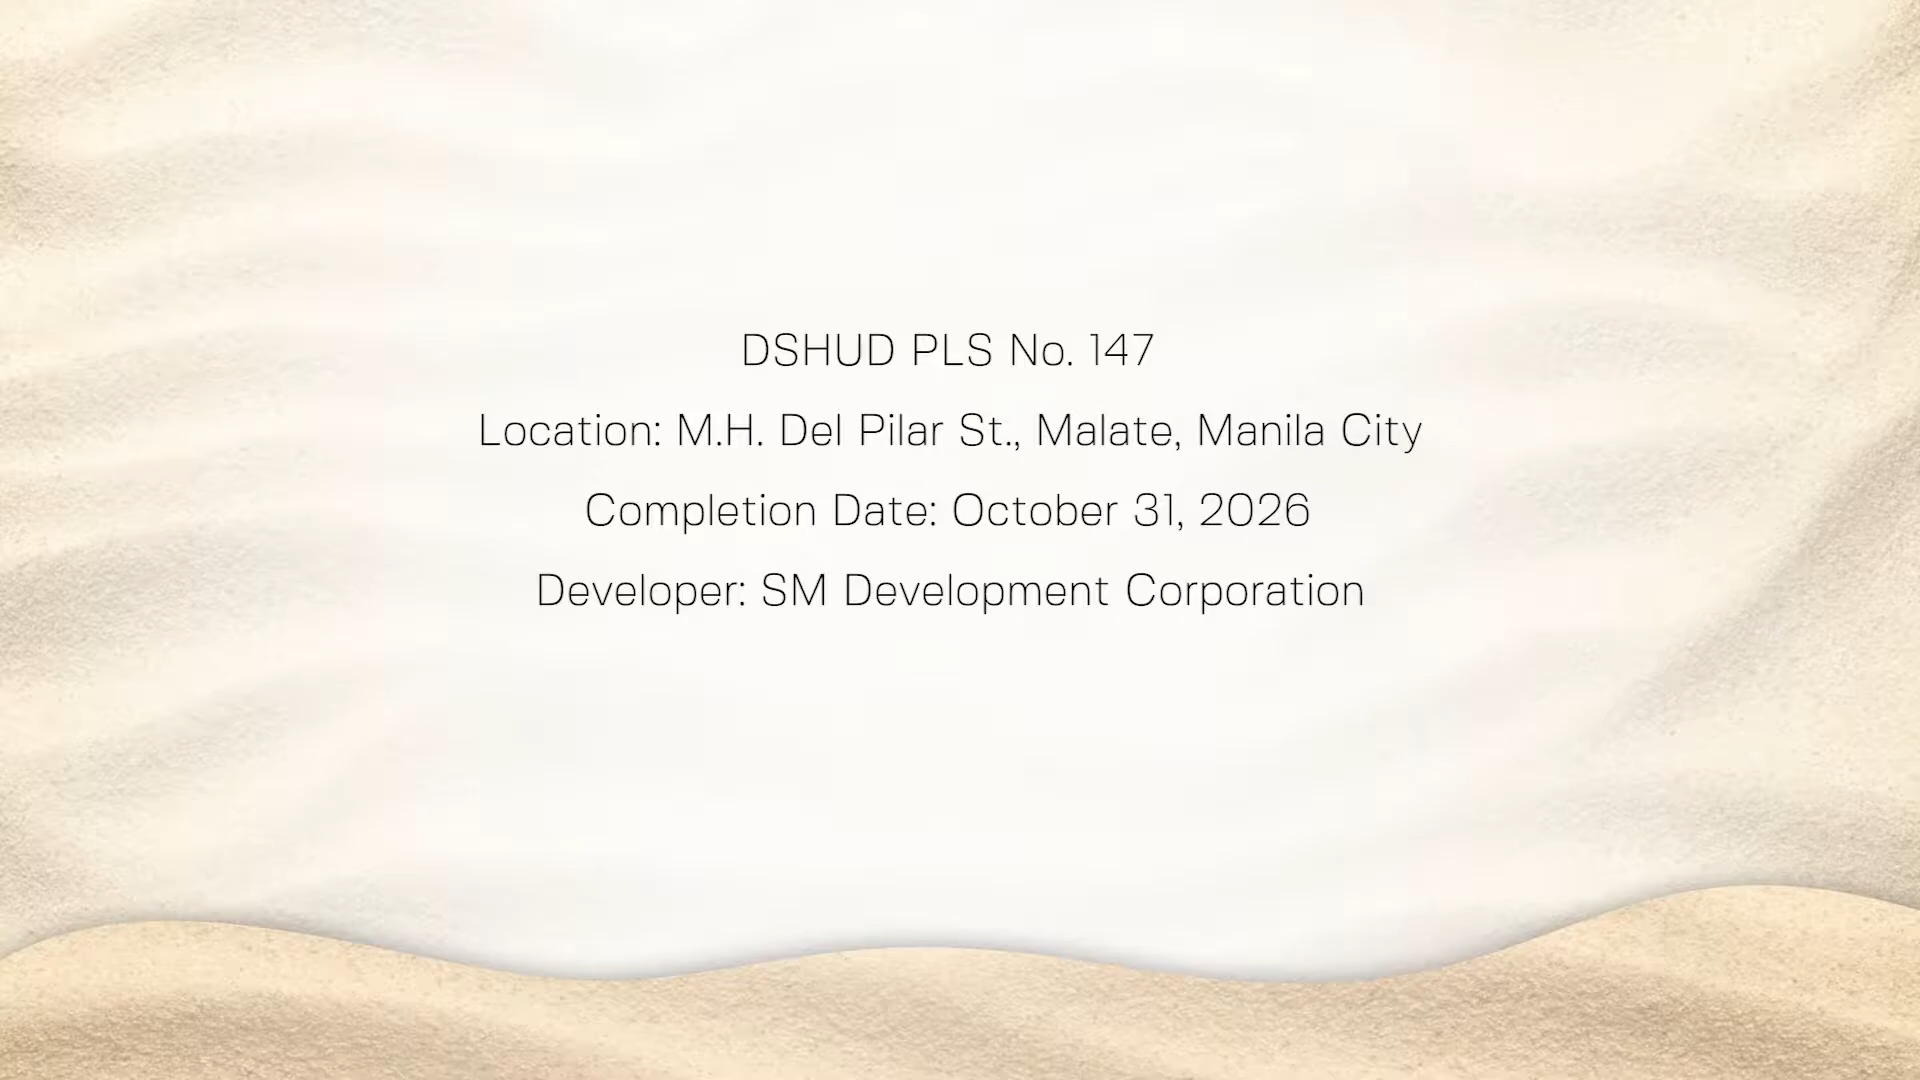 DSHUD PLS No. 147
Location: M.H. Del Pilar St., Malate, Manila City
Completion Date: October 31, 2026
Developer: SM Development Corporation